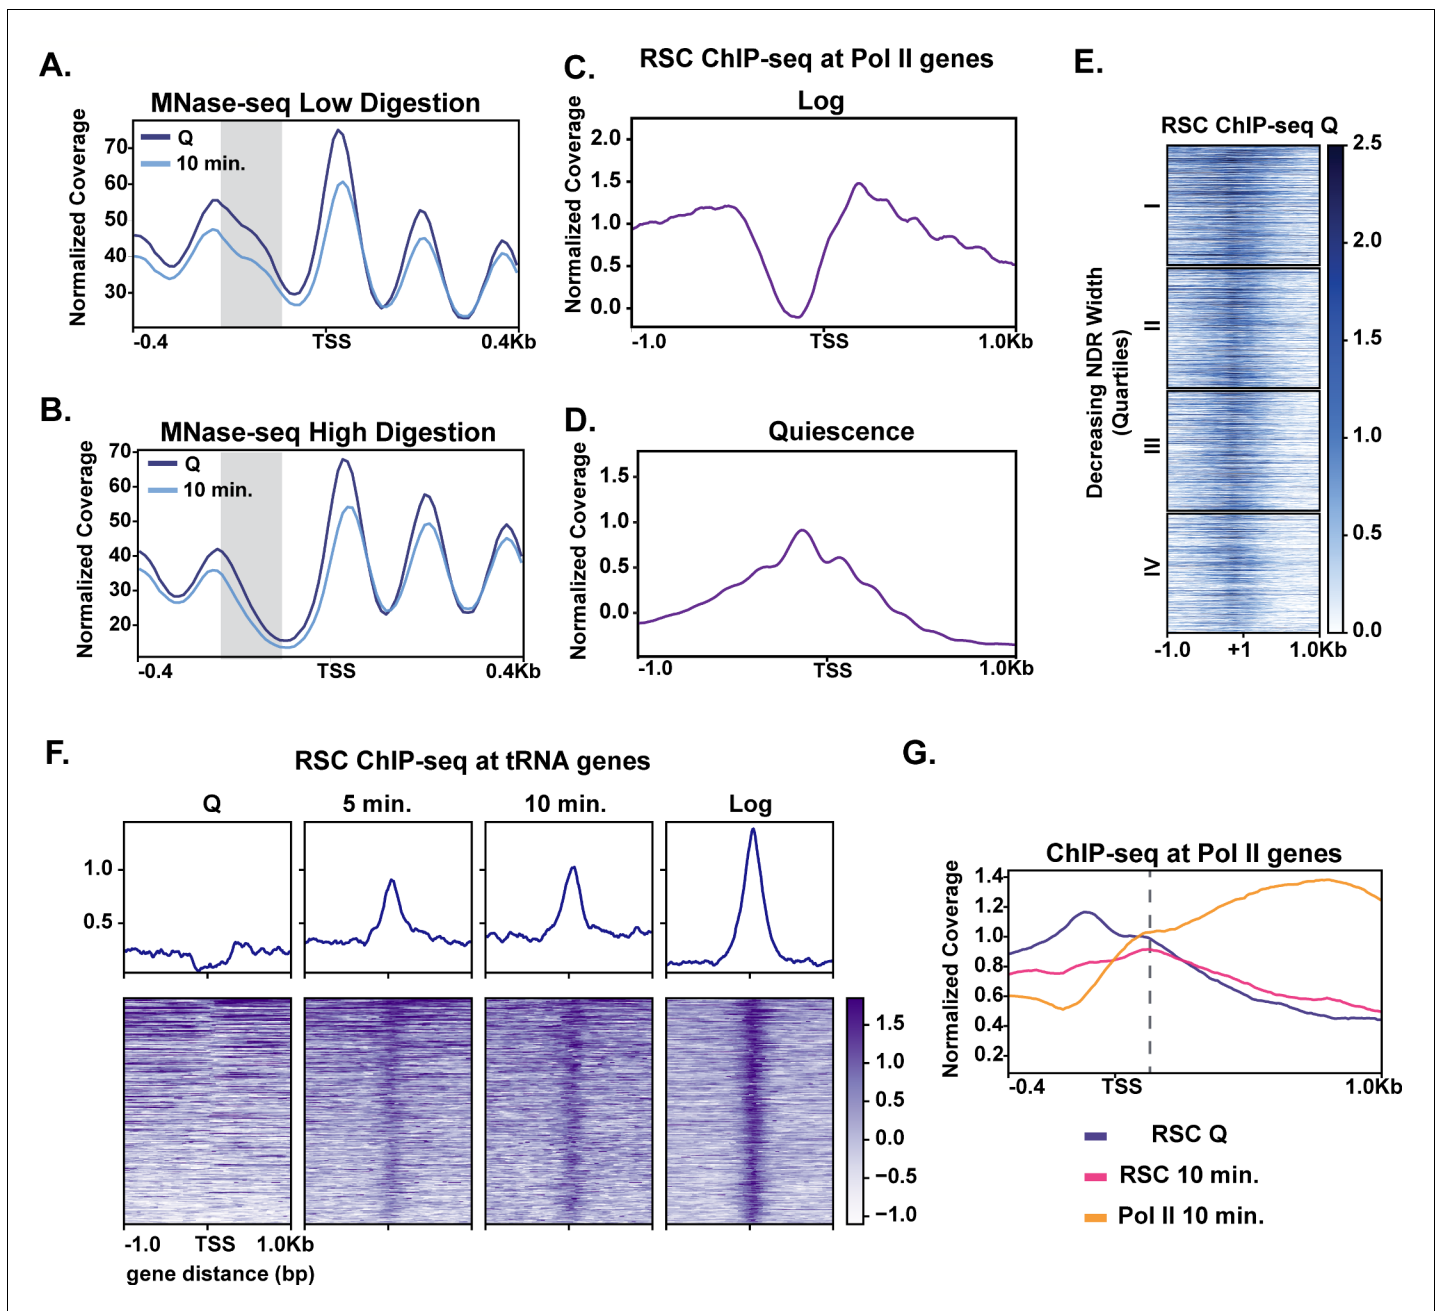 A.
MNase-seq Low Digestion
Normalized Coverage
70
60
50
40
30
Q
10 min.
-0.4
TSS
0.4Kb
B.
MNase-seq High Digestion
Normalized Coverage
70
60
50
40
30
20
Q
10 min.
-0.4
TSS
0.4Kb
C.
RSC ChIP-seq at Pol II genes
Log
Normalized Coverage
2.0
1.5
1.0
0.5
0.0
-1.0
TSS
1.0Kb
D.
Quiescence
Normalized Coverage
1.5
1.0
0.5
0.0
-1.0
TSS
1.0Kb
E.
RSC ChIP-seq Q
Decreasing NDR Width
(Quartiles)
I
II
III
IV
2.5
2.0
1.5
1.0
0.5
0.0
-1.0
+1
1.0Kb
F.
RSC ChIP-seq at tRNA genes
Q
5 min.
10 min.
Log
1.0
0.5
1.5
1.0
0.5
0.0
−0.5
−1.0
-1.0
TSS
1.0Kb
gene distance (bp)
G.
ChIP-seq at Pol II genes
Normalized Coverage
1.4
1.2
1.0
0.8
0.6
0.4
0.2
-0.4
TSS
1.0Kb
RSC Q
RSC 10 min.
Pol II 10 min.